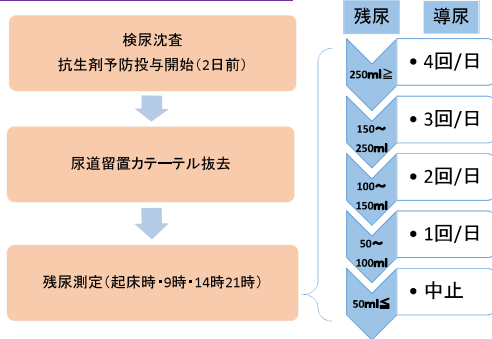 検尿沈査
抗生剤予防投与開始(2日前)
尿道留置カテーテル抜去
残尿測定(起床時・9時・14時21時)
残尿
導尿
250ml≧
• 4回/日
150〜
250ml
• 3回/日
100〜
150ml
• 2回/日
50〜
100ml
• 1回/日
50ml≦
• 中止